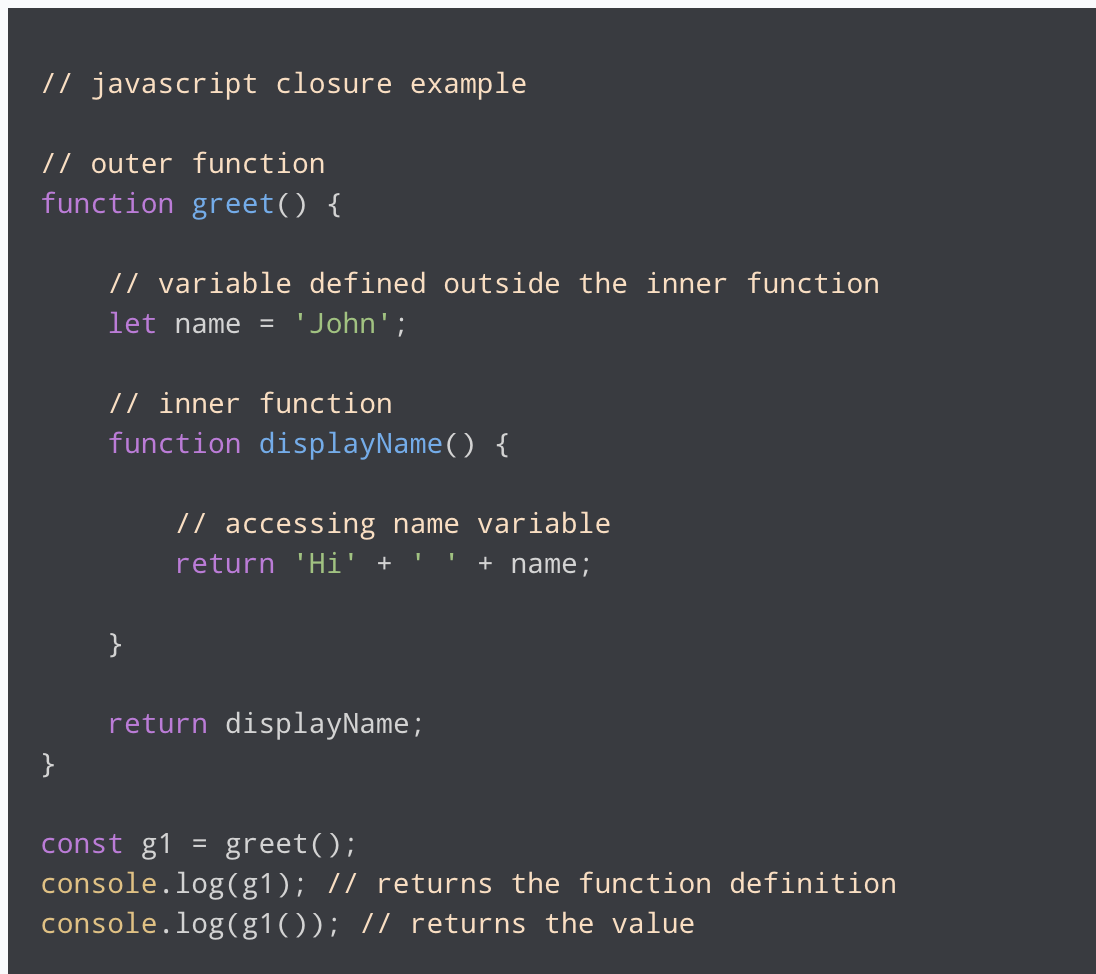 // javascript closure example
// outer function
function greet() {
    // variable defined outside the inner function
    let name = 'John';
    // inner function
    function displayName() {
        // accessing name variable
        return 'Hi' + ' ' + name;
    }
    return displayName;
}
const g1 = greet();
console.log(g1); // returns the function definition
console.log(g1()); // returns the value